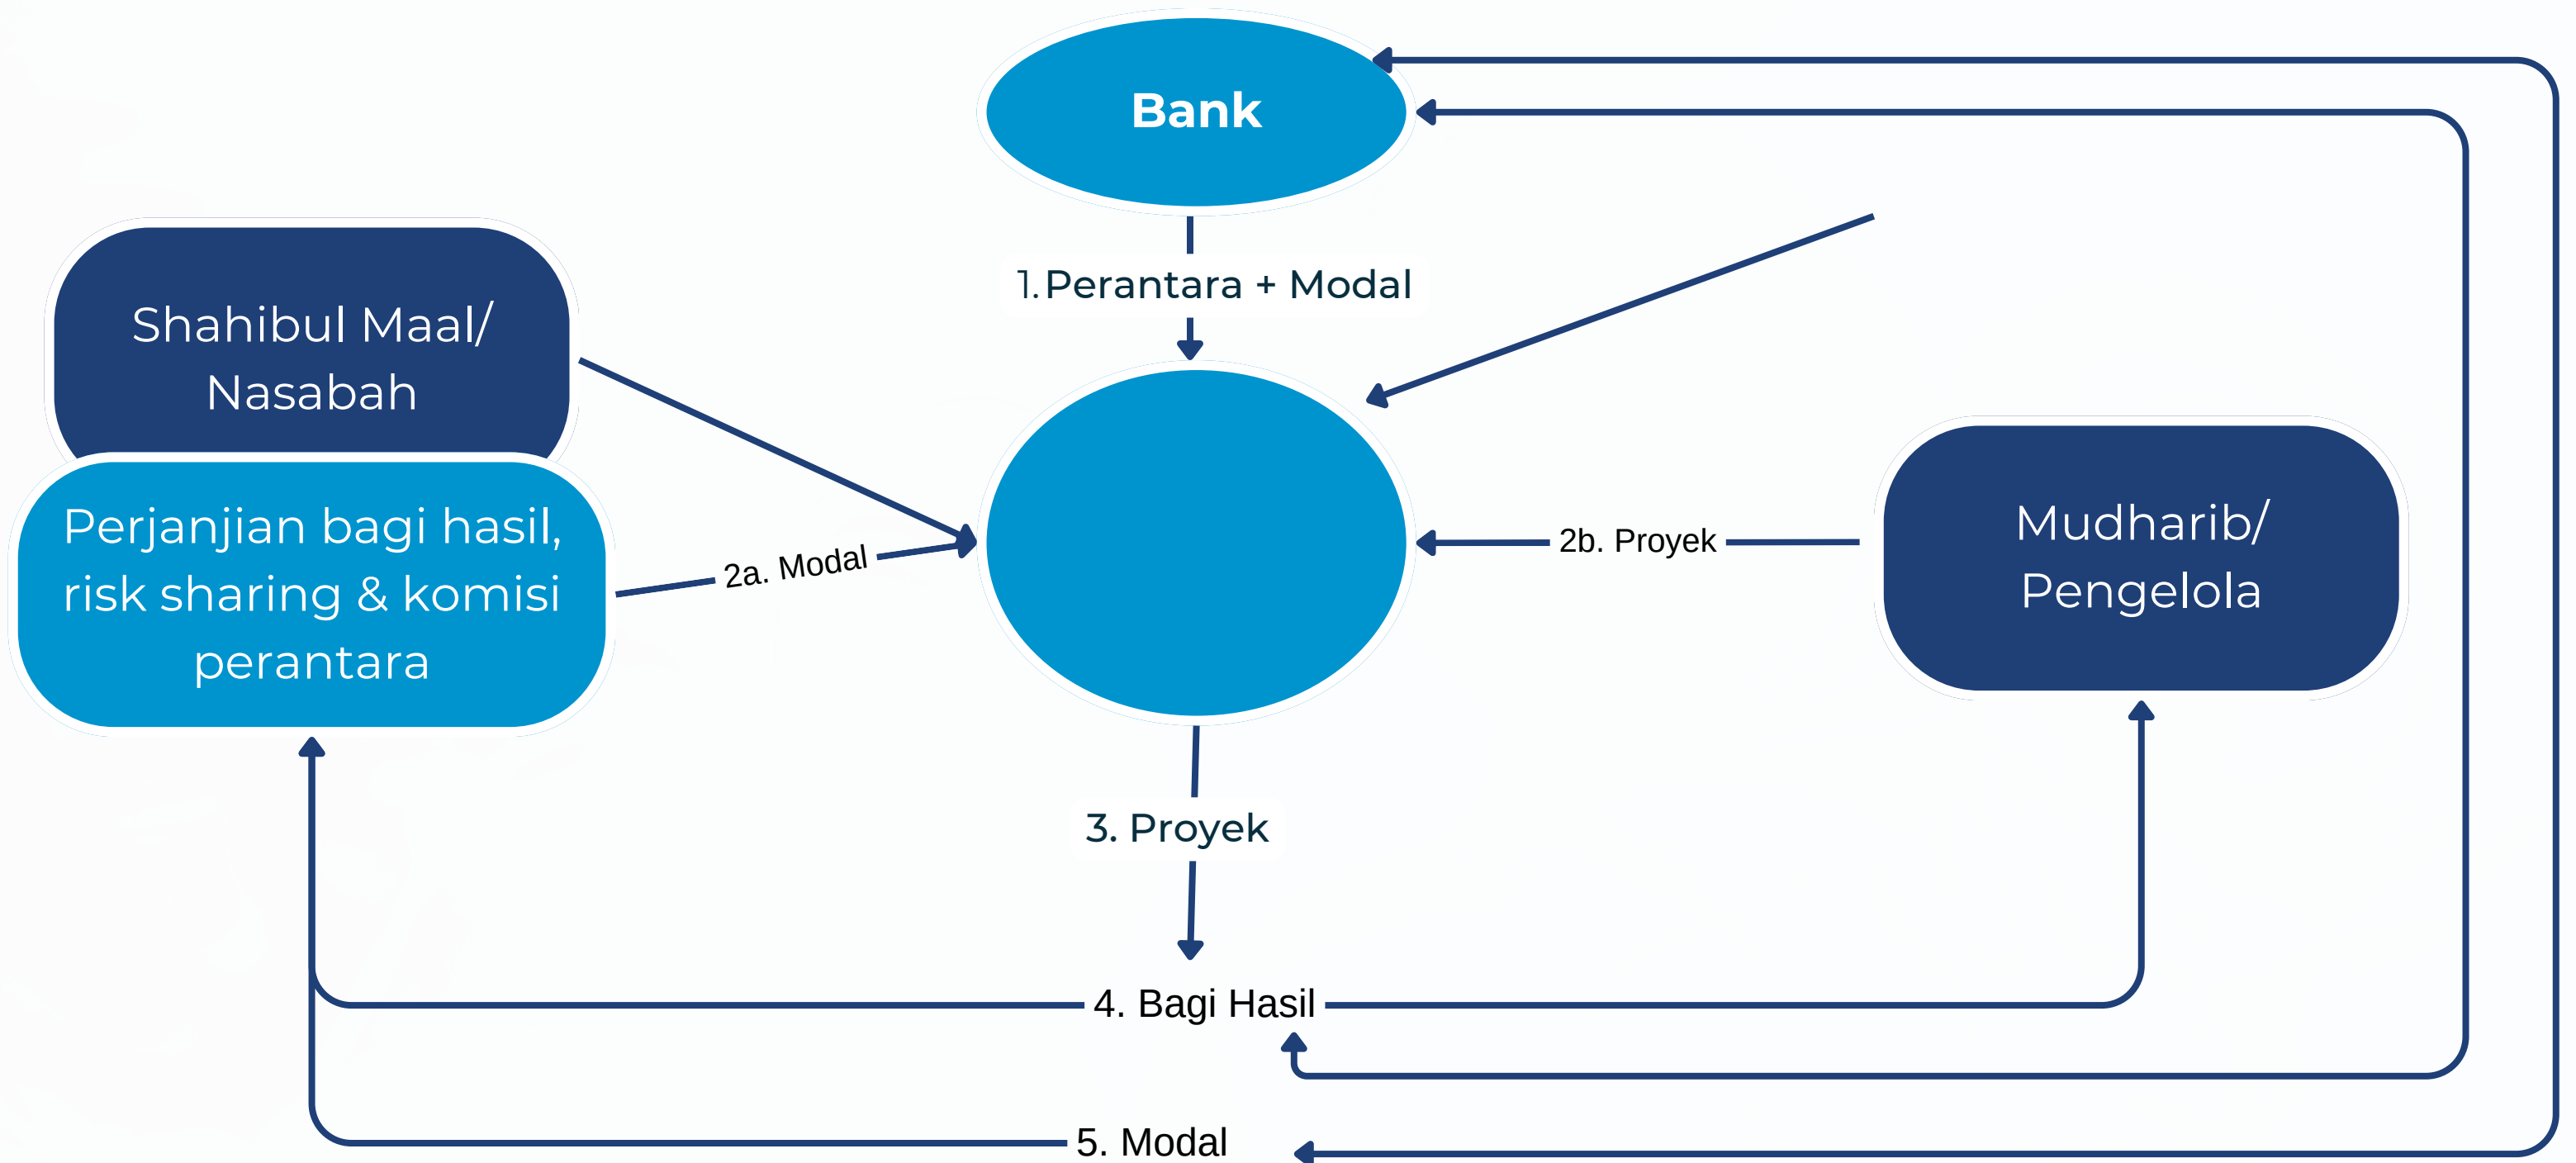 Bank
1. Perantara + Modal
Shahibul Maal/
Nasabah
Perjanjian bagi hasil,
risk sharing & komisi
perantara
2a. Modal
2b. Proyek
Mudharib/
Pengelola
3. Proyek
4. Bagi Hasil
5. Modal